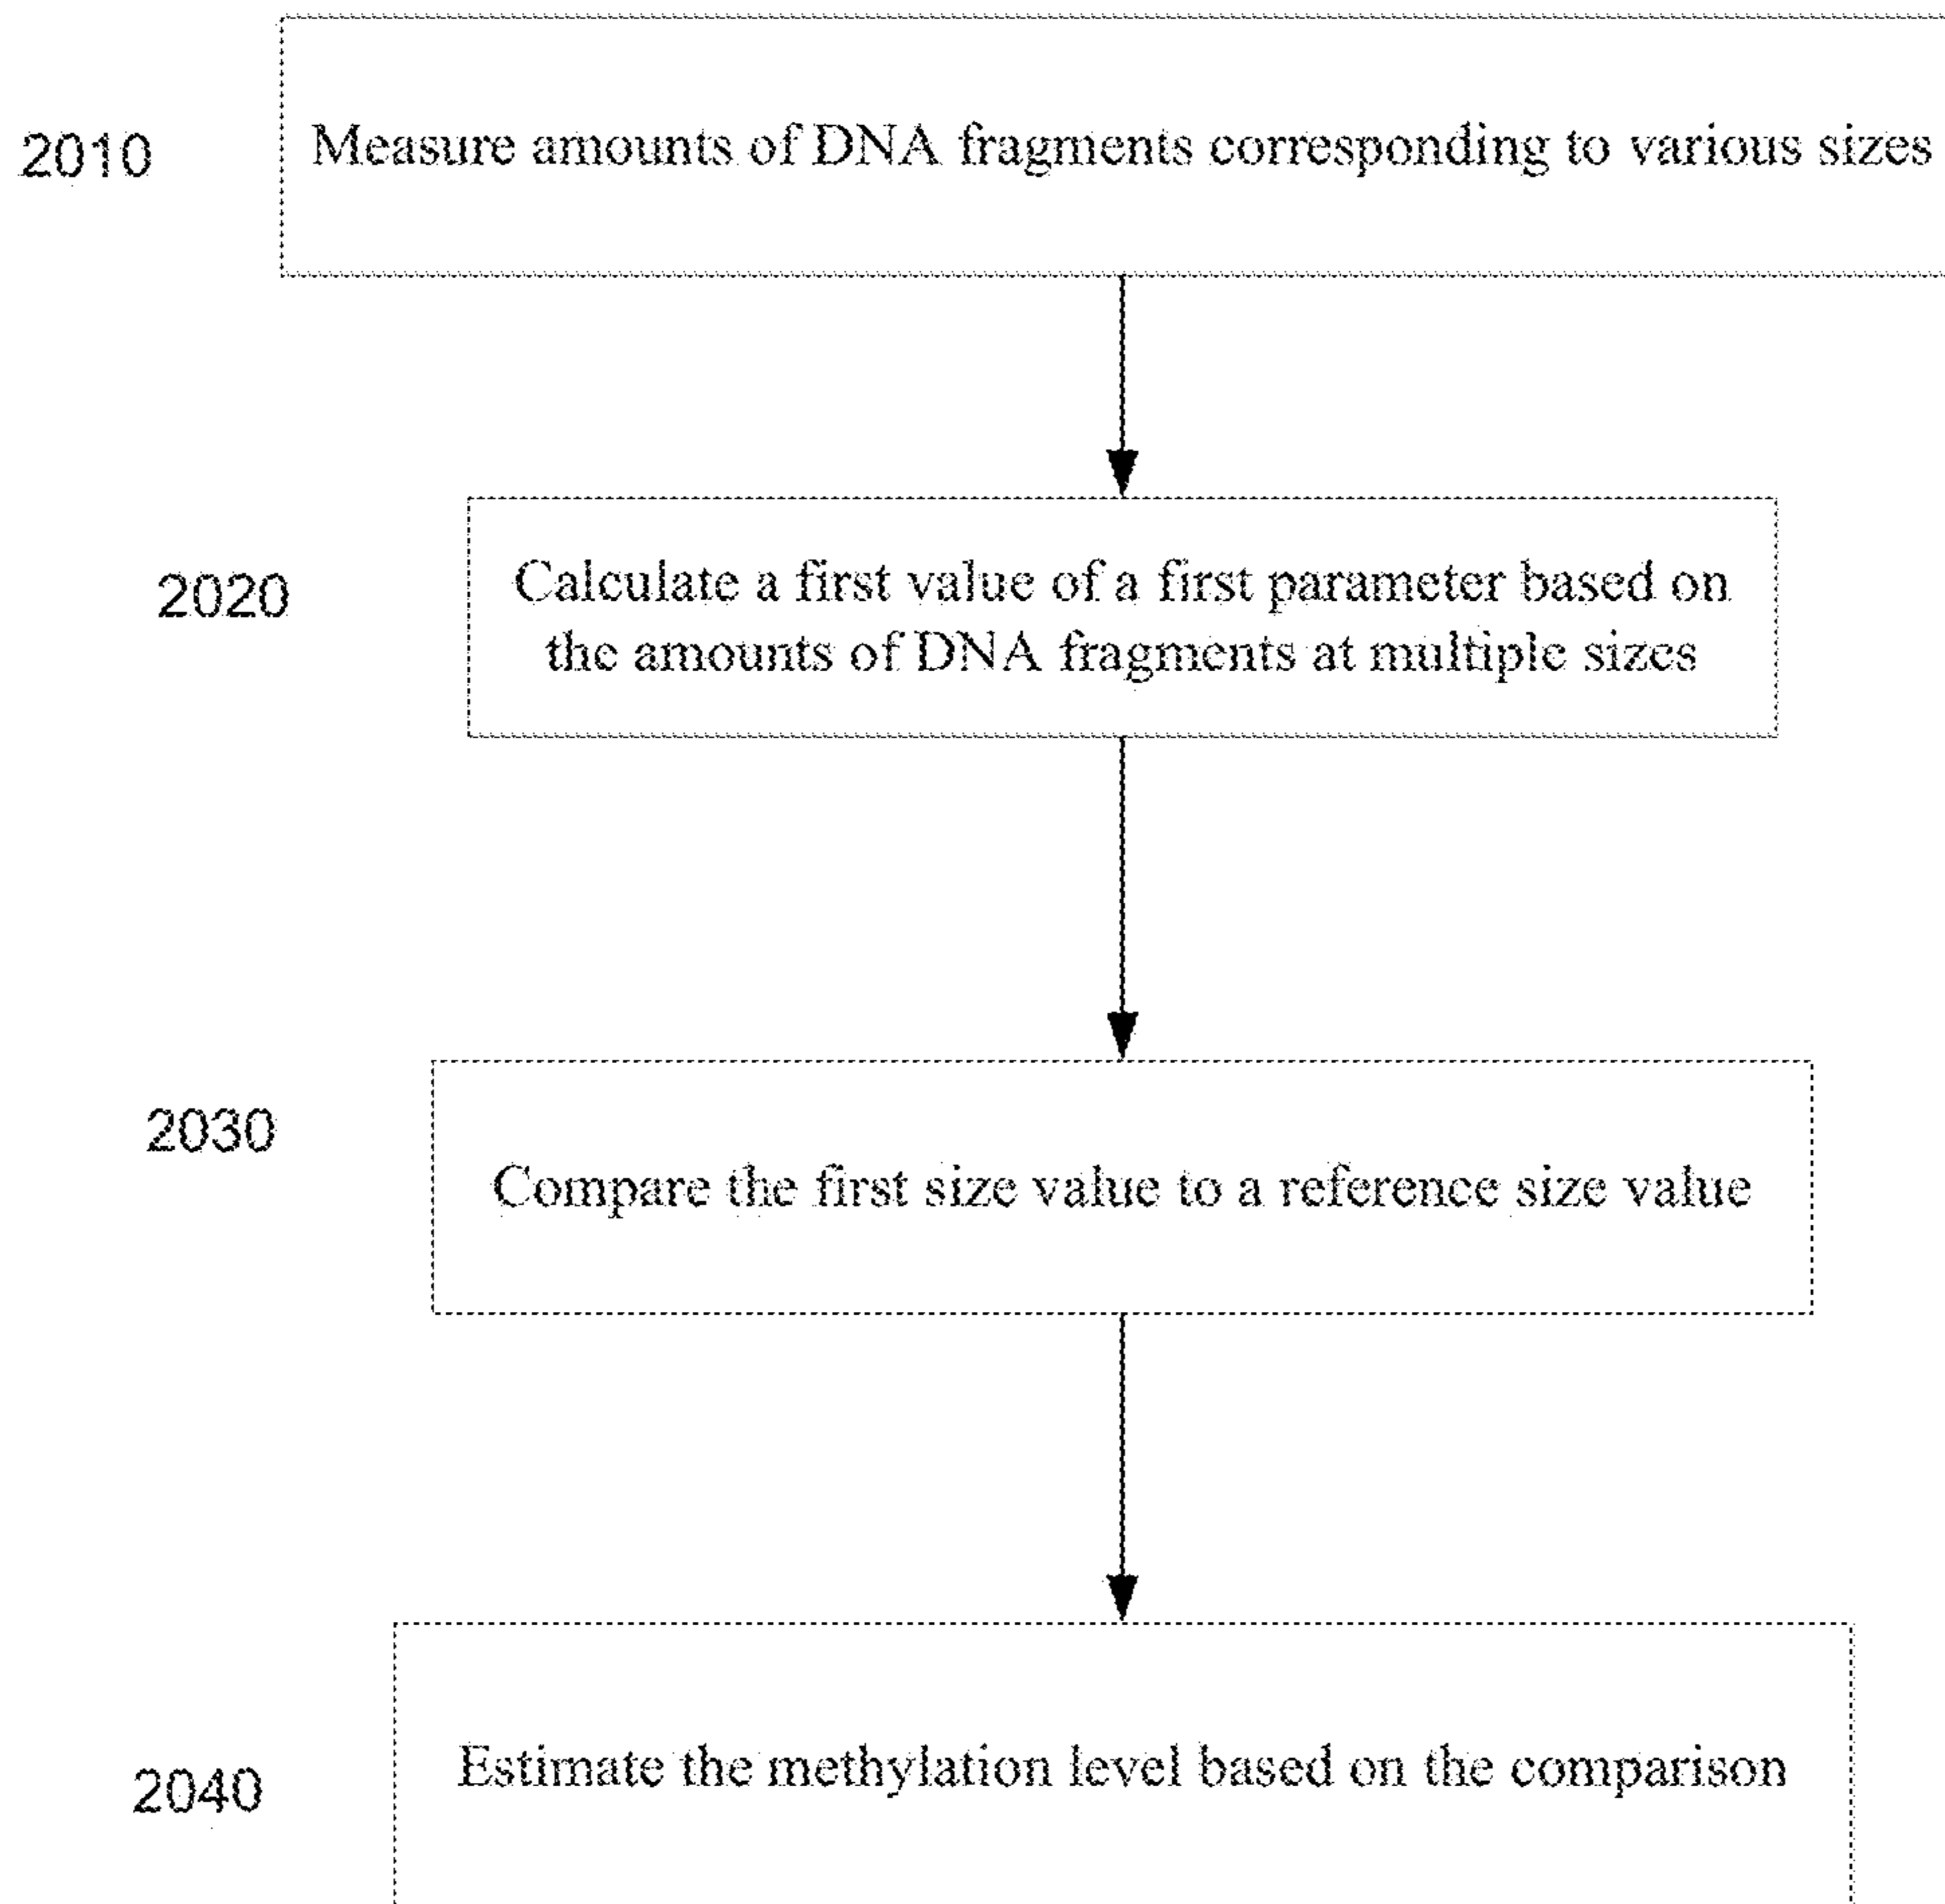 2010
Measure amounts of DNA fragments corresponding to various sizes
2020
Calculate a first value of a first parameter based on
the amounts of DNA fragments at multiple sizes
2030
Compare the first size value to a reference size value
2040
Estimate the methylation level based on the comparison